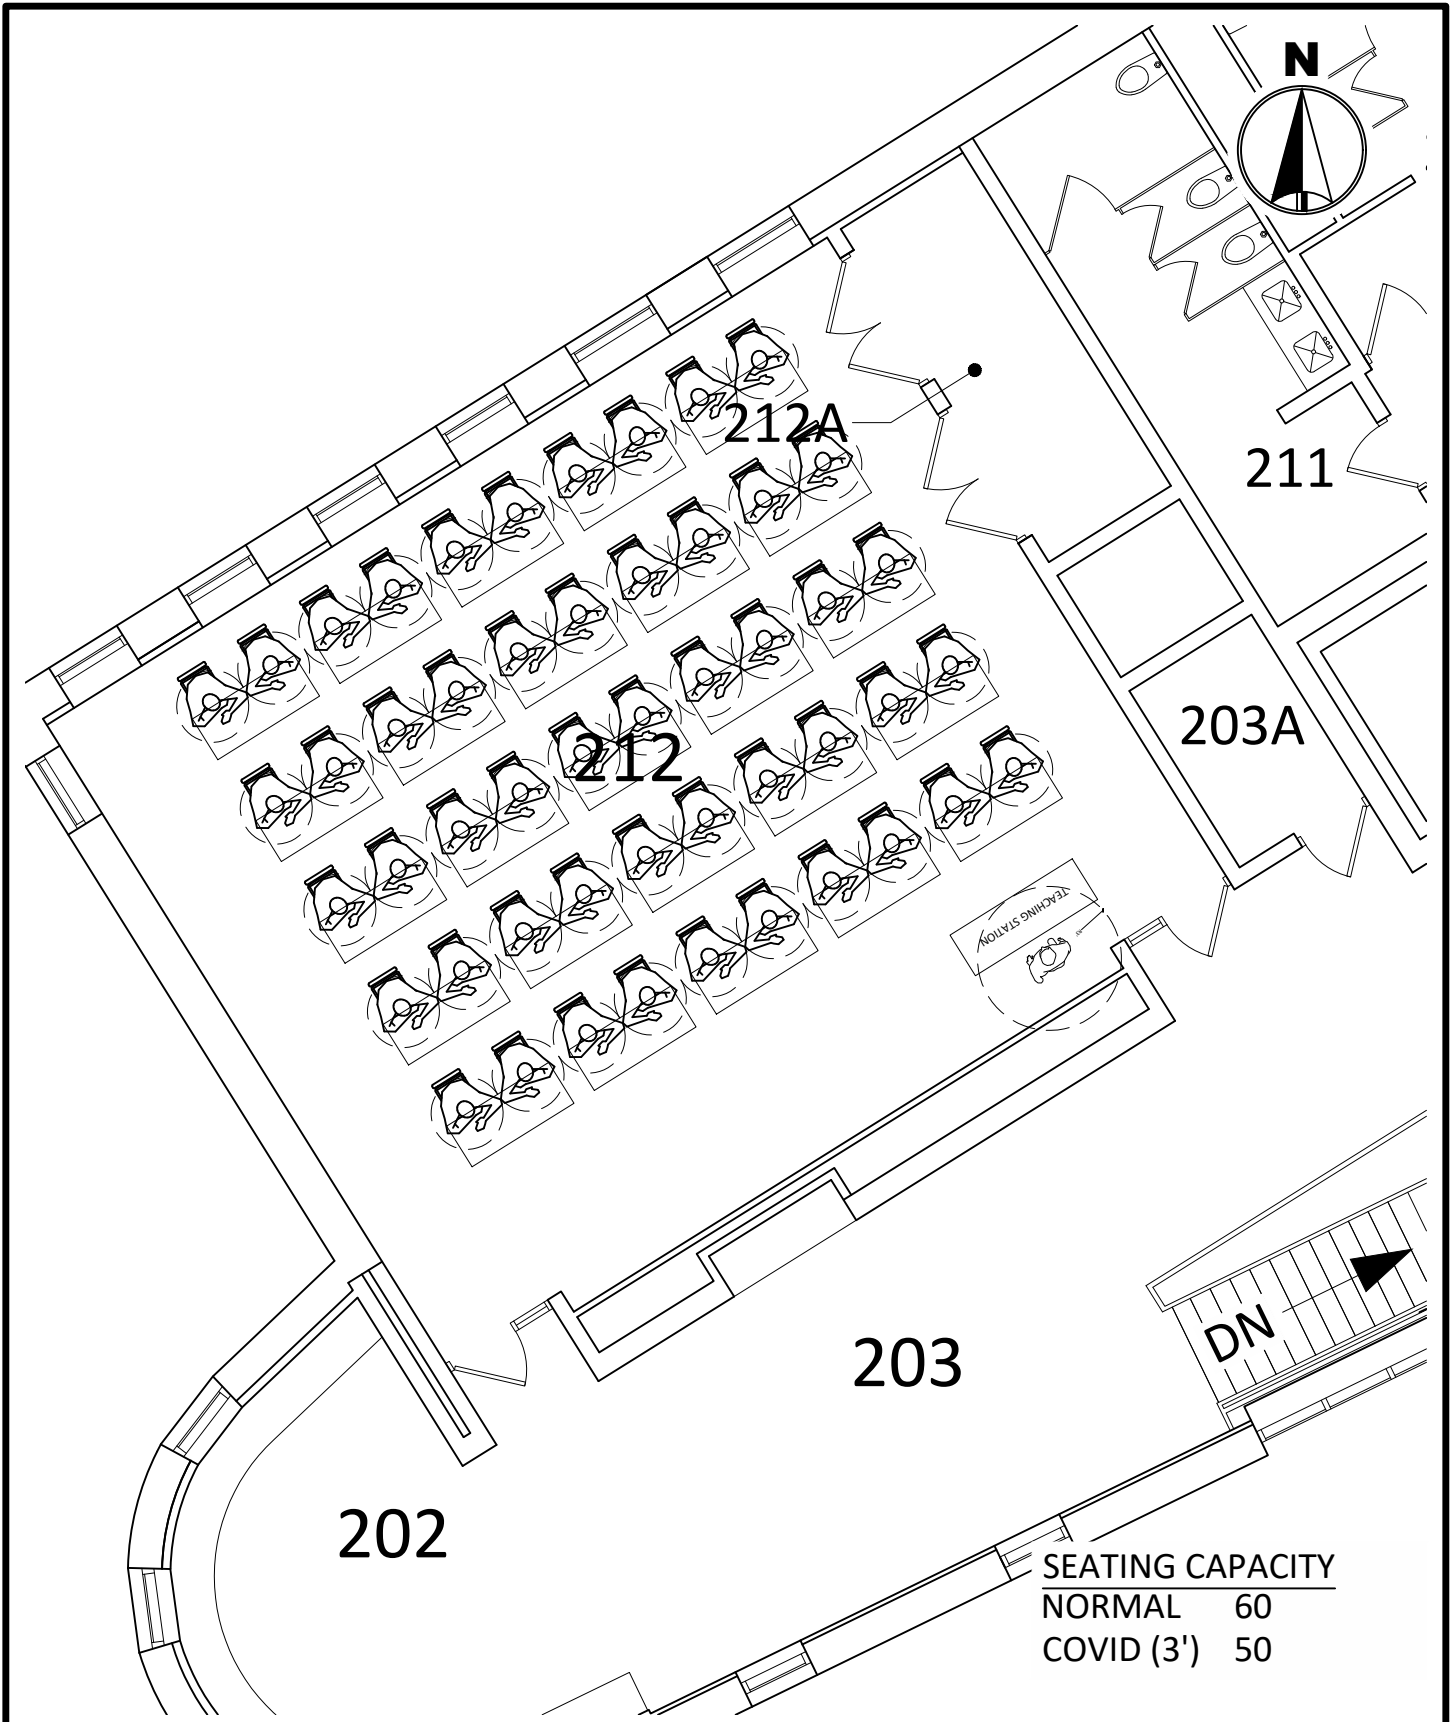 N
212A
211
212
203A
TEACHING STATION
203
DN
202
SEATING CAPACITY
NORMAL 60
COVID (3') 50